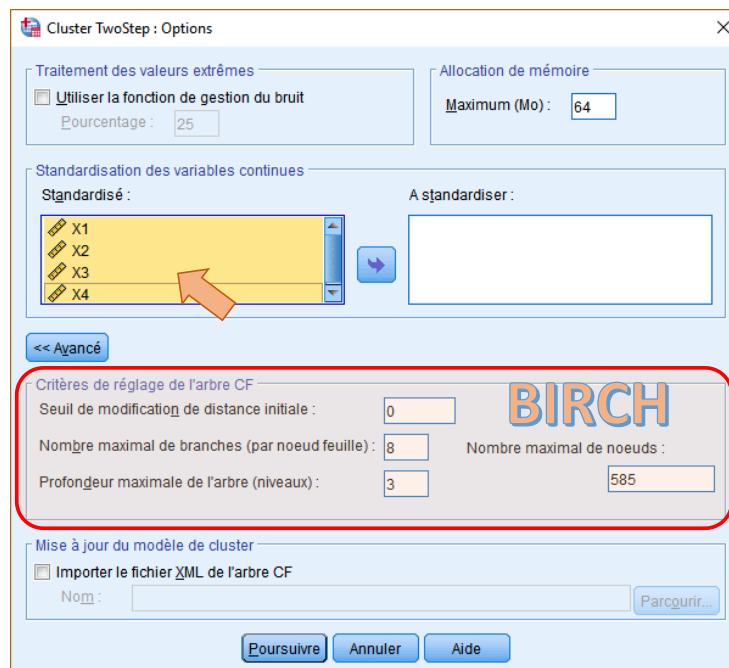 Cluster TwoStep : Options
Traitement des valeurs extrêmes
Utiliser la fonction de gestion du bruit
Pourcentage : 25
Allocation de mémoire
Maximum (Mo) : 64
Standardisation des variables continues
Standardisé :
X1
X2
X3
X4
A standardiser :
<< Avancé
Critères de réglage de l'arbre CF
BIRCH
Seuil de modification de distance initiale : 0
Nombre maximal de branches (par noeud feuille) : 8
Profondeur maximale de l'arbre (niveaux) : 3
Nombre maximal de noeuds :
585
Mise à jour du modèle de cluster
Importer le fichier XML de l'arbre CF
Nom :
Parcourir...
Poursuivre Annuler Aide